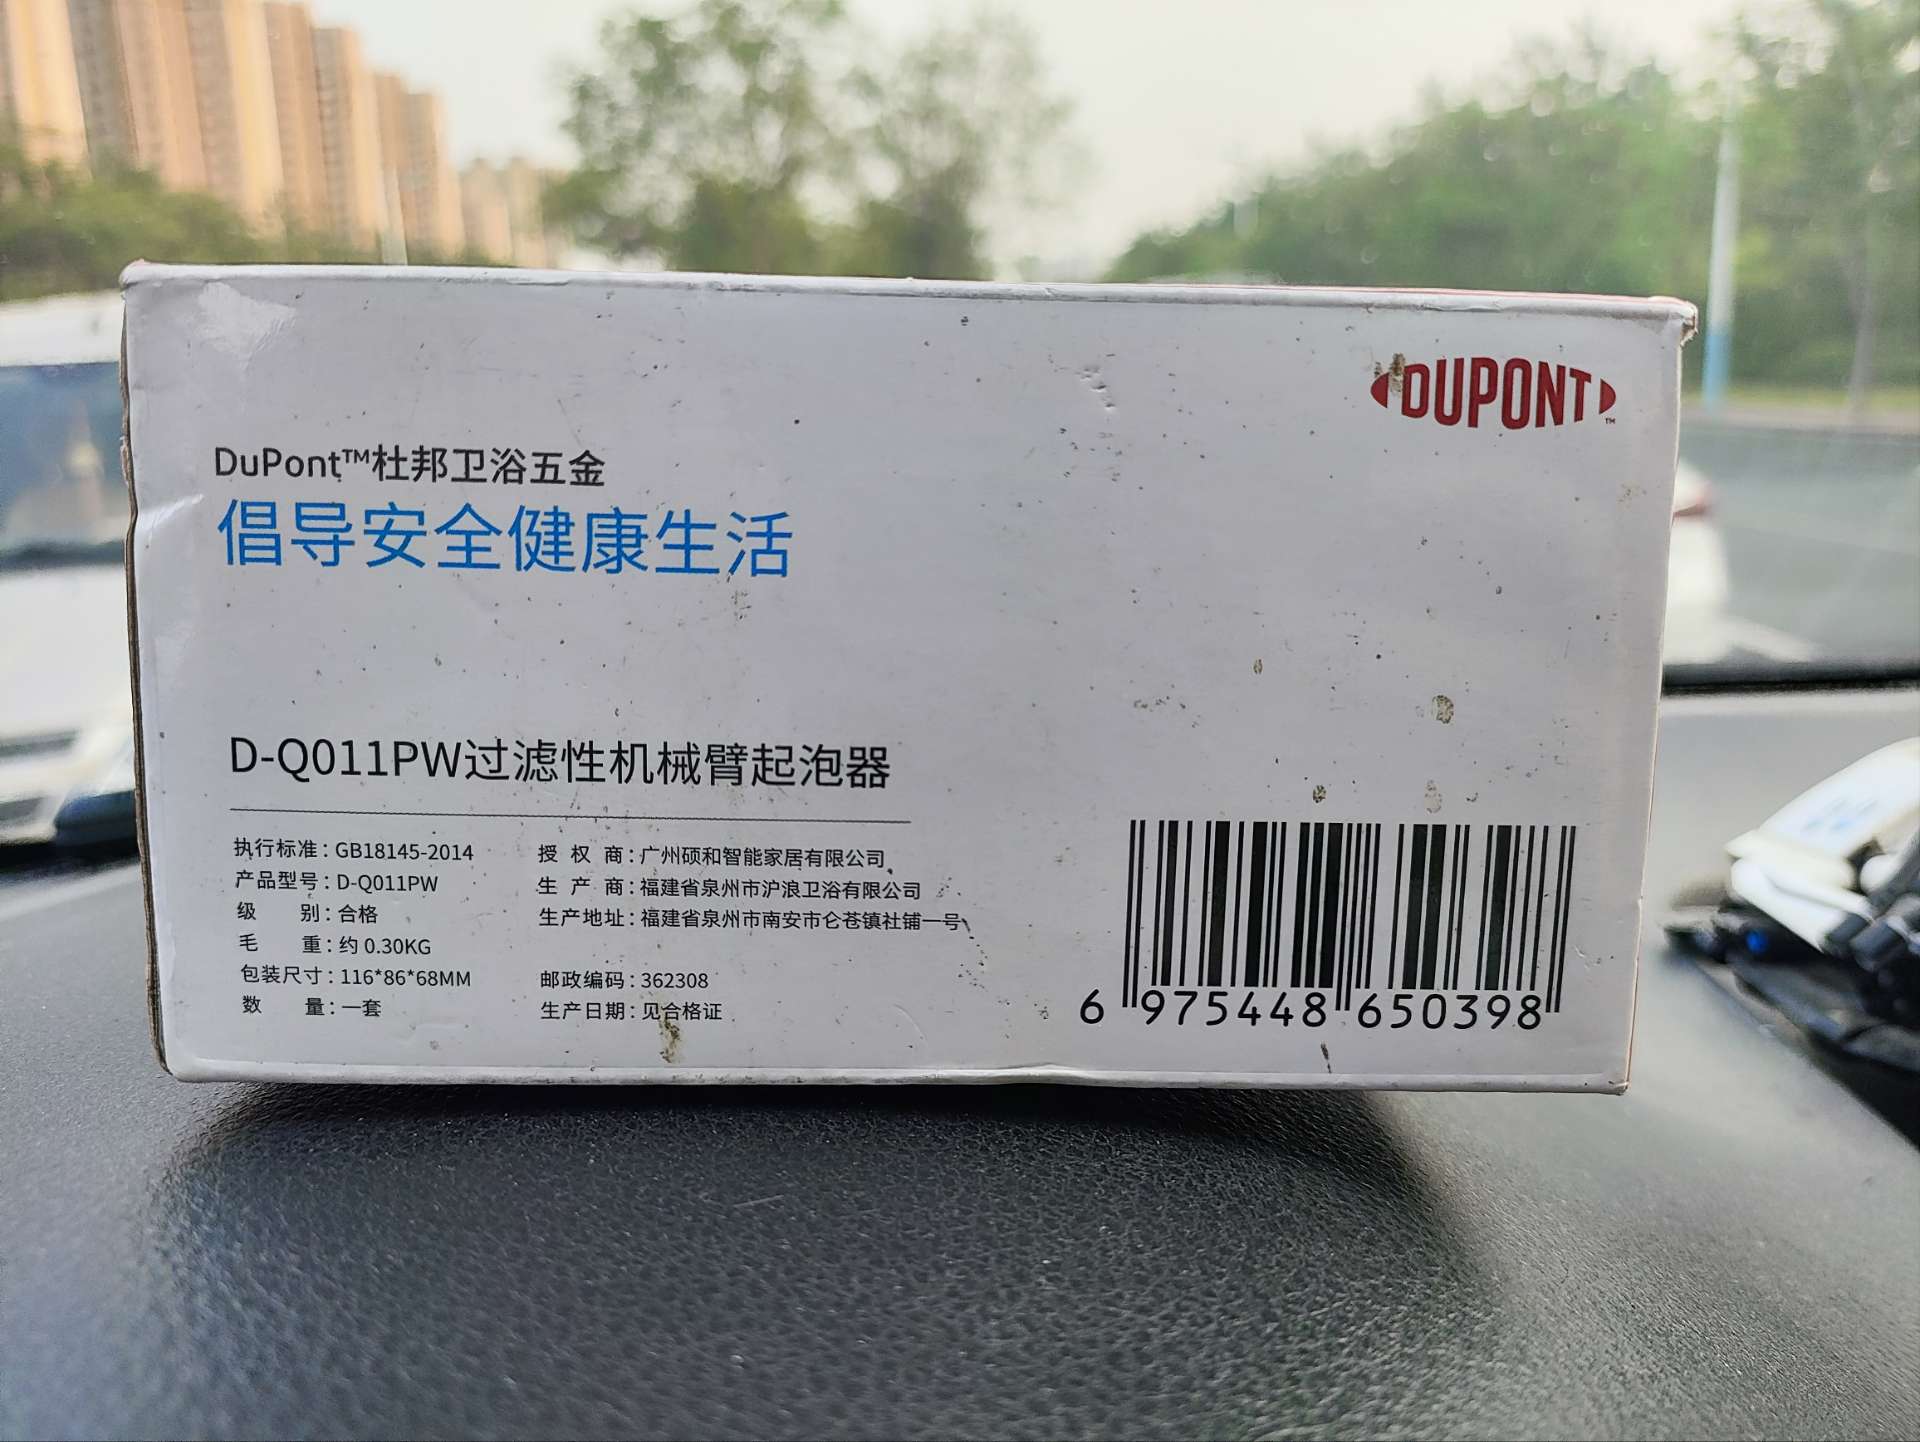 DUPONT™
DuPont™杜邦卫浴五金
倡导安全健康生活
D-Q011PW过滤性机械臂起泡器
执行标准：GB18145-2014
产品型号：D-Q011PW
级 别：合格
毛 重：约 0.30KG
包装尺寸：116*86*68MM
数 量：一套
授 权 商：广州硕和智能家居有限公司
生 产 商：福建省泉州市沪浪卫浴有限公司
生产地址：福建省泉州市南安市仑苍镇社铺一号
邮政编码：362308
生产日期：见合格证
6 975448 650398